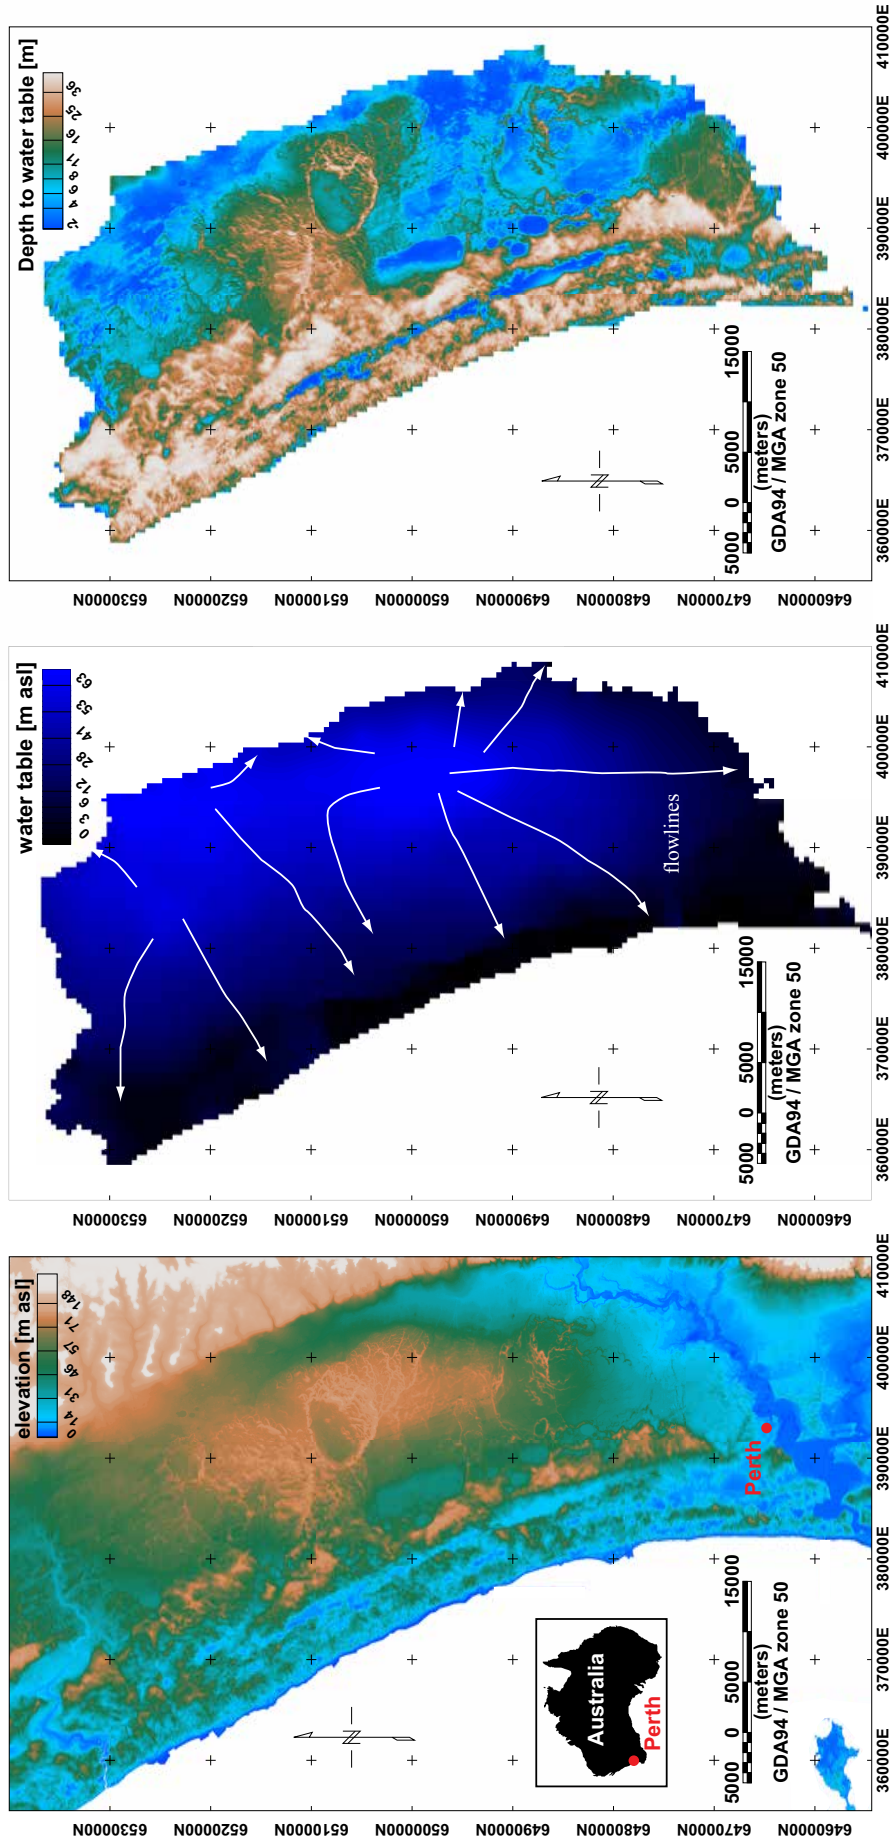 elevation [m asl]
0 14 31 46 57 71 148
6530000N
6520000N
6510000N
6500000N
6490000N
6480000N
6470000N
6460000N
Australia
Perth
Perth
5000 0 5000 15000
(meters)
GDA94 / MGA zone 50
360000E 370000E 380000E 390000E 400000E 410000E
water table [m asl]
0 3 6 12 28 41 53 63
6530000N
6520000N
6510000N
6500000N
6490000N
6480000N
6470000N
6460000N
flowlines
5000 0 5000 15000
(meters)
GDA94 / MGA zone 50
360000E 370000E 380000E 390000E 400000E 410000E
Depth to water table [m]
2 4 6 8 11 16 25 36
6530000N
6520000N
6510000N
6500000N
6490000N
6480000N
6470000N
6460000N
5000 0 5000 15000
(meters)
GDA94 / MGA zone 50
360000E 370000E 380000E 390000E 400000E 410000E